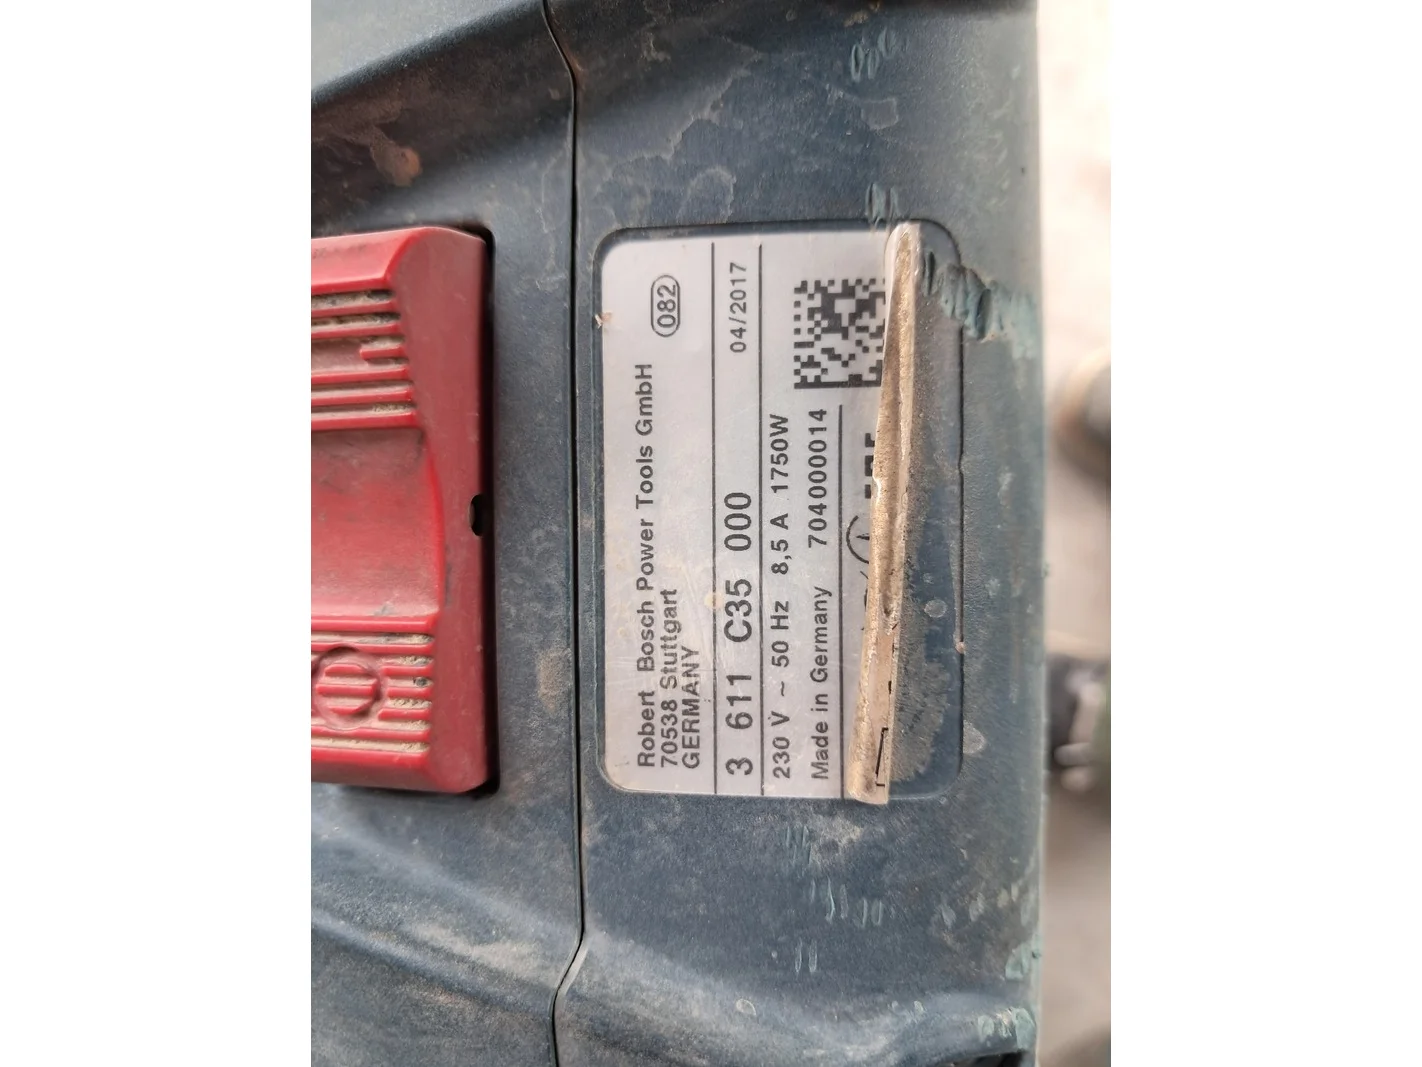 Robert Bosch Power Tools GmbH
70538 Stuttgart
GERMANY
082
3 611 C35 000
04/2017
230 V ~ 50 Hz 8,5 A 1750W
Made in Germany 704000014